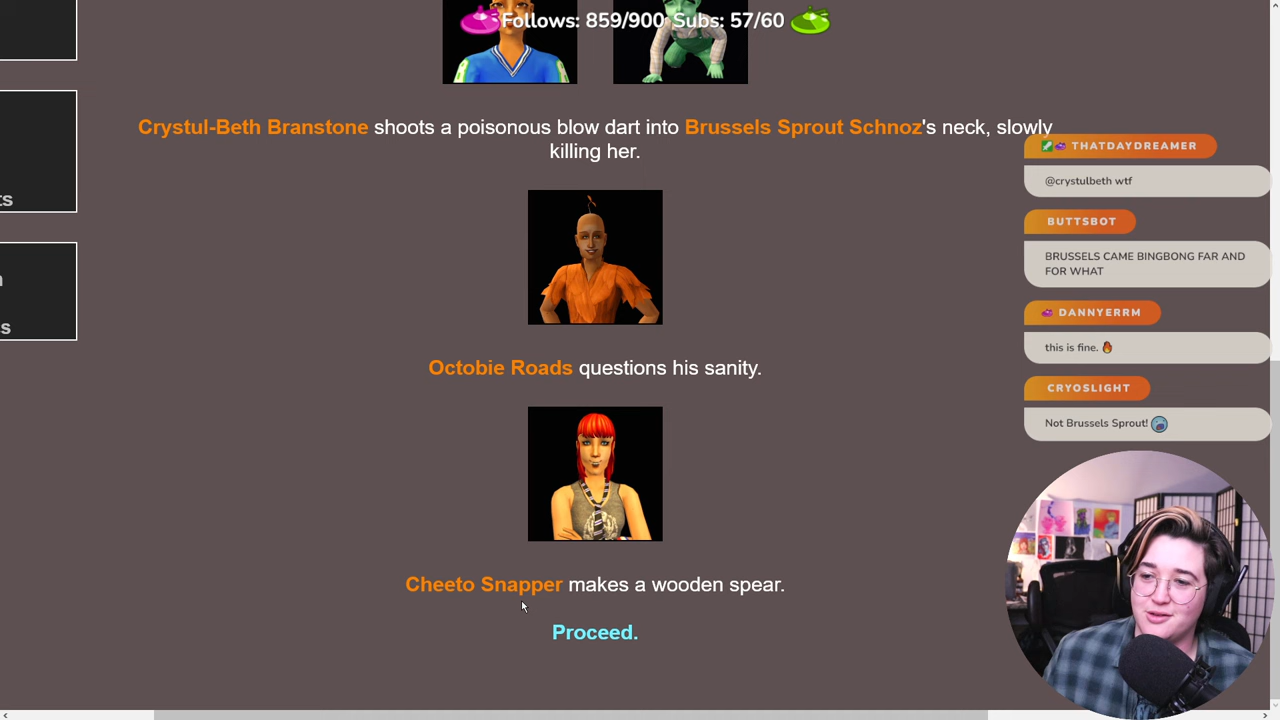 Follows: 859/900 Subs: 57/60
Crystul-Beth Branstone shoots a poisonous blow dart into Brussels Sprout Schnoz's neck, slowly
killing her.
Octobie Roads questions his sanity.
Cheeto Snapper makes a wooden spear.
Proceed.
THATDAYDREAMER
@crystulbeth wtf
BUTTSBOT
BRUSSELS CAME BINGBONG FAR AND
FOR WHAT
DANNYERRM
this is fine.
CRYOSLIGHT
Not Brussels Sprout!